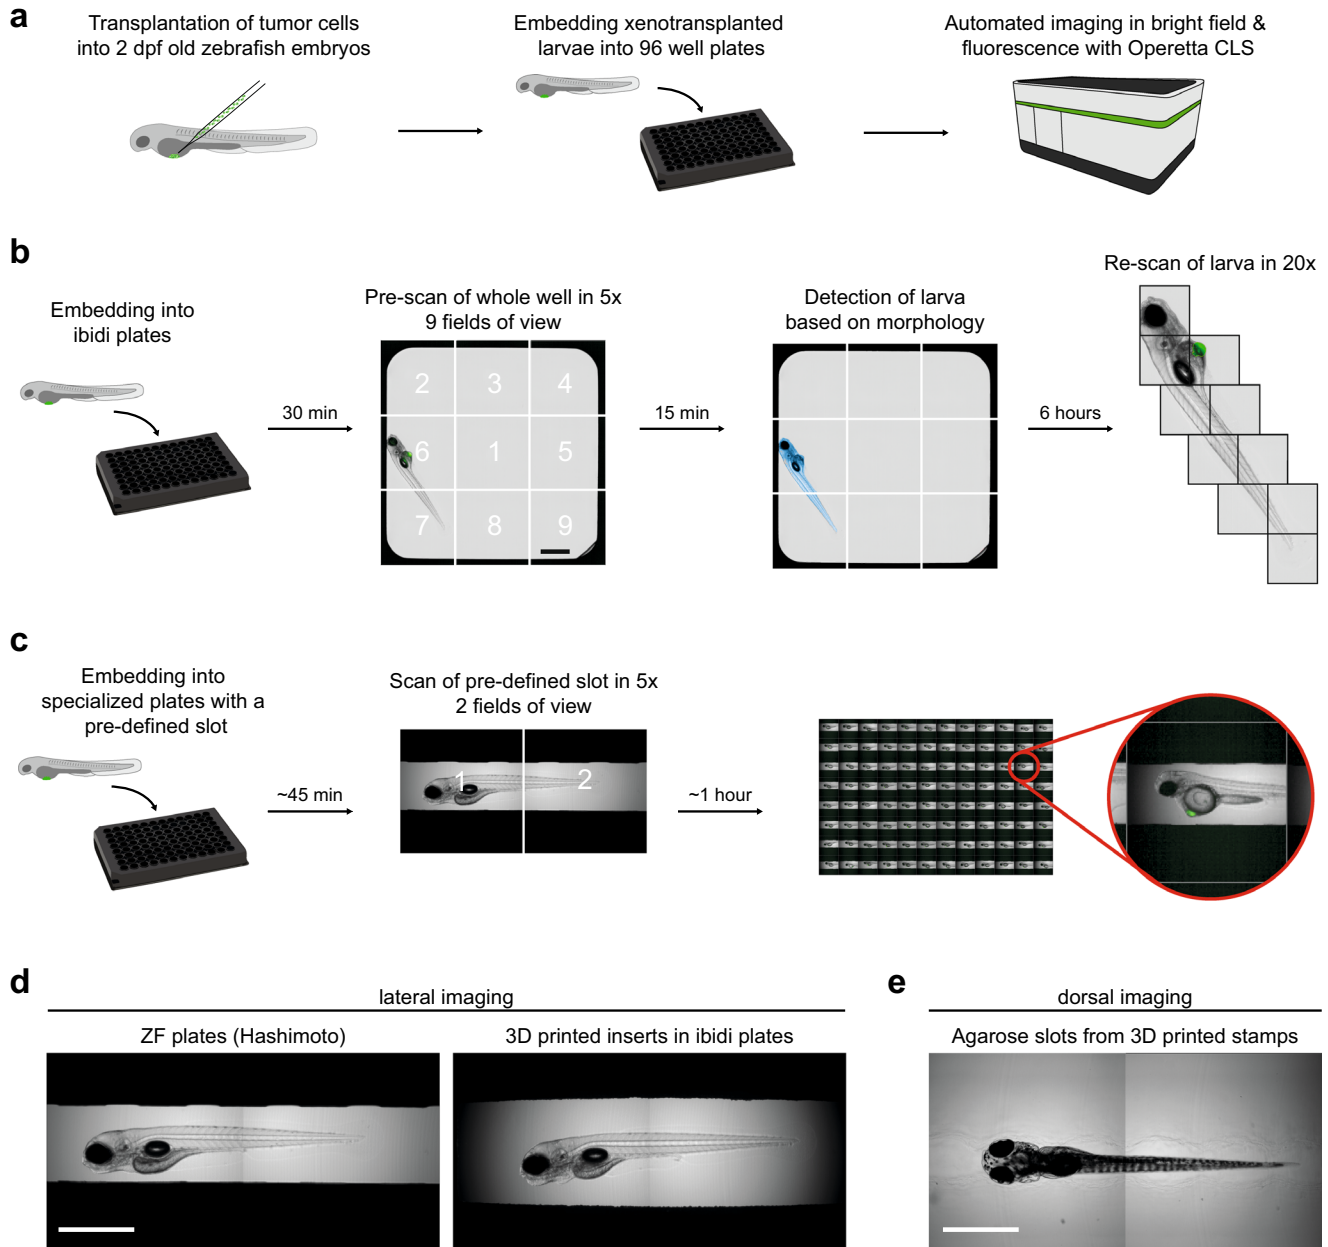 a
Transplantation of tumor cells
into 2 dpf old zebrafish embryos
Embedding xenotransplanted
larvae into 96 well plates
Automated imaging in bright field &
fluorescence with Operetta CLS
b
Embedding into
ibidi plates
30 min
Pre-scan of whole well in 5x
9 fields of view
2 3 4
6 1 5
7 8 9
15 min
Detection of larva
based on morphology
6 hours
Re-scan of larva in 20x
c
Embedding into
specialized plates with a
pre-defined slot
~45 min
Scan of pre-defined slot in 5x
2 fields of view
1 2
~1 hour
d
lateral imaging
ZF plates (Hashimoto)
3D printed inserts in ibidi plates
e
dorsal imaging
Agarose slots from 3D printed stamps